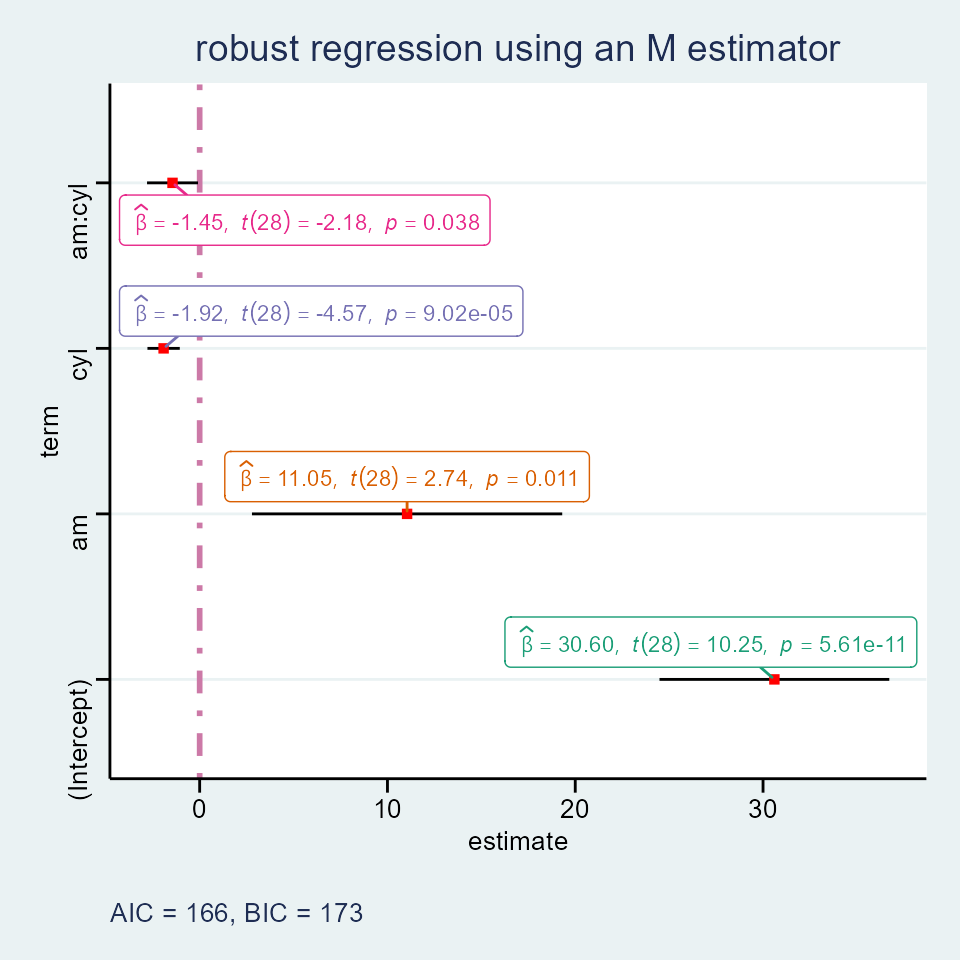 robust regression using an M estimator
am:cyl
β̂ = -1.45, t(28) = -2.18, p = 0.038
β̂ = -1.92, t(28) = -4.57, p = 9.02e-05
cyl
term
β̂ = 11.05, t(28) = 2.74, p = 0.011
am
β̂ = 30.60, t(28) = 10.25, p = 5.61e-11
(Intercept)
0 10 20 30
estimate
AIC = 166, BIC = 173